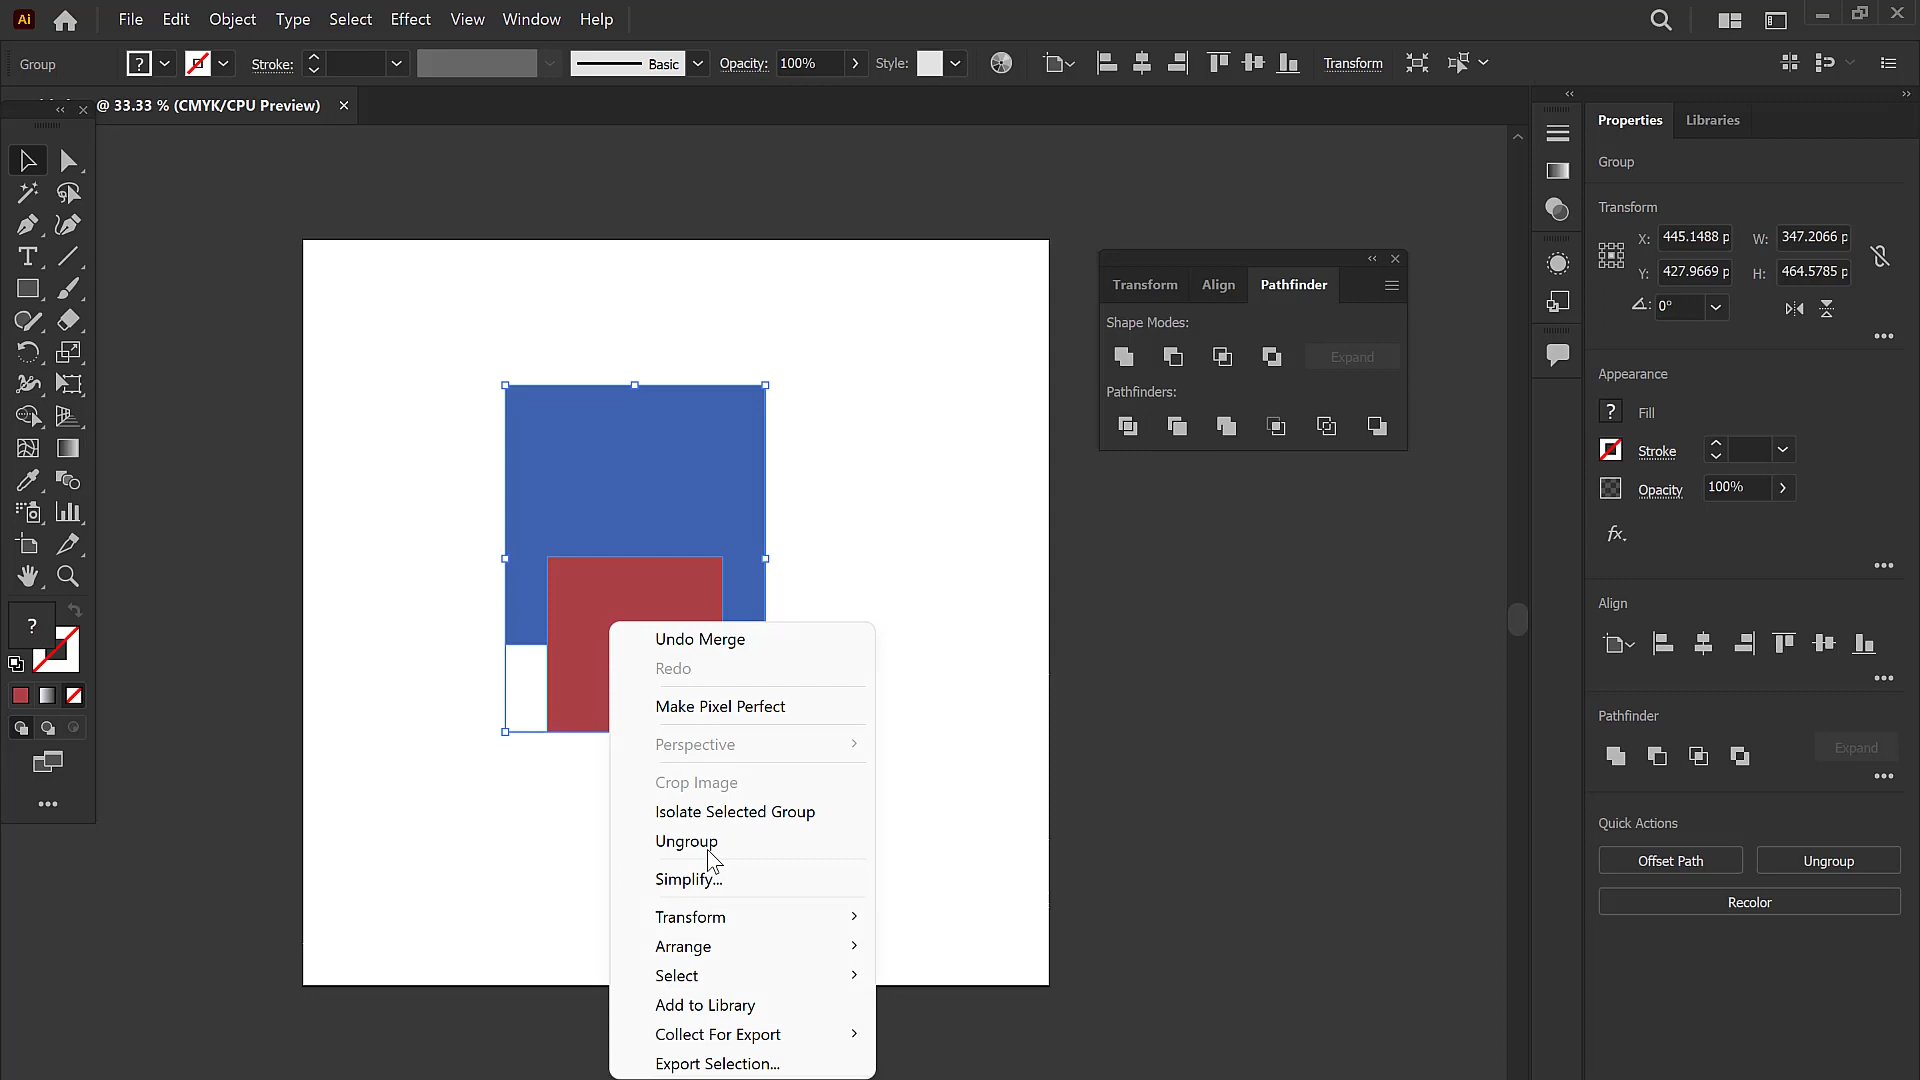 Ai File Edit Object Type Select Effect View Window Help
Group ? Stroke: Basic Opacity: 100% Style: Transform
@ 33.33 % (CMYK/CPU Preview)
Properties Libraries
Group
Transform
X: 445.1488 p W: 347.2066 p
Y: 427.9669 p H: 464.5785 p
0°
Appearance
? Fill
Stroke
Opacity 100%
fx
Align
Pathfinder
Expand
Quick Actions
Offset Path Ungroup
Recolor
Transform Align Pathfinder
Shape Modes:
Expand
Pathfinders:
T
?
Undo Merge
Redo
Make Pixel Perfect
Perspective
Crop Image
Isolate Selected Group
Ungroup
Simplify...
Transform
Arrange
Select
Add to Library
Collect For Export
Export Selection...